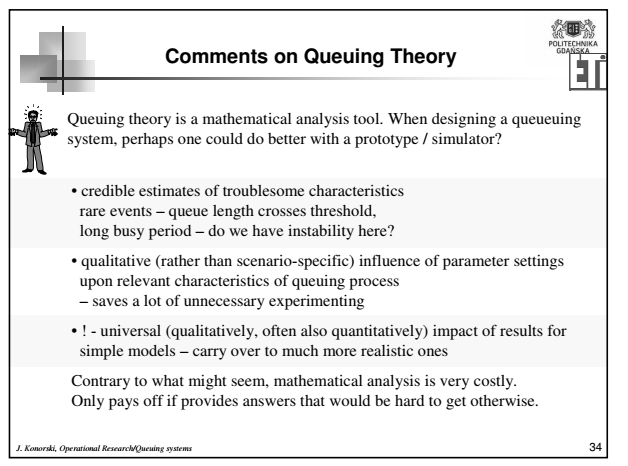 POLITECHNIKA
GDAŃSKA
Comments on Queuing Theory
Queuing theory is a mathematical analysis tool. When designing a queueuing
system, perhaps one could do better with a prototype / simulator?
• credible estimates of troublesome characteristics
rare events – queue length crosses threshold,
long busy period – do we have instability here?
• qualitative (rather than scenario-specific) influence of parameter settings
upon relevant characteristics of queuing process
– saves a lot of unnecessary experimenting
• ! - universal (qualitatively, often also quantitatively) impact of results for
simple models – carry over to much more realistic ones
Contrary to what might seem, mathematical analysis is very costly.
Only pays off if provides answers that would be hard to get otherwise.
J. Konorski, Operational Research/Queuing systems
34